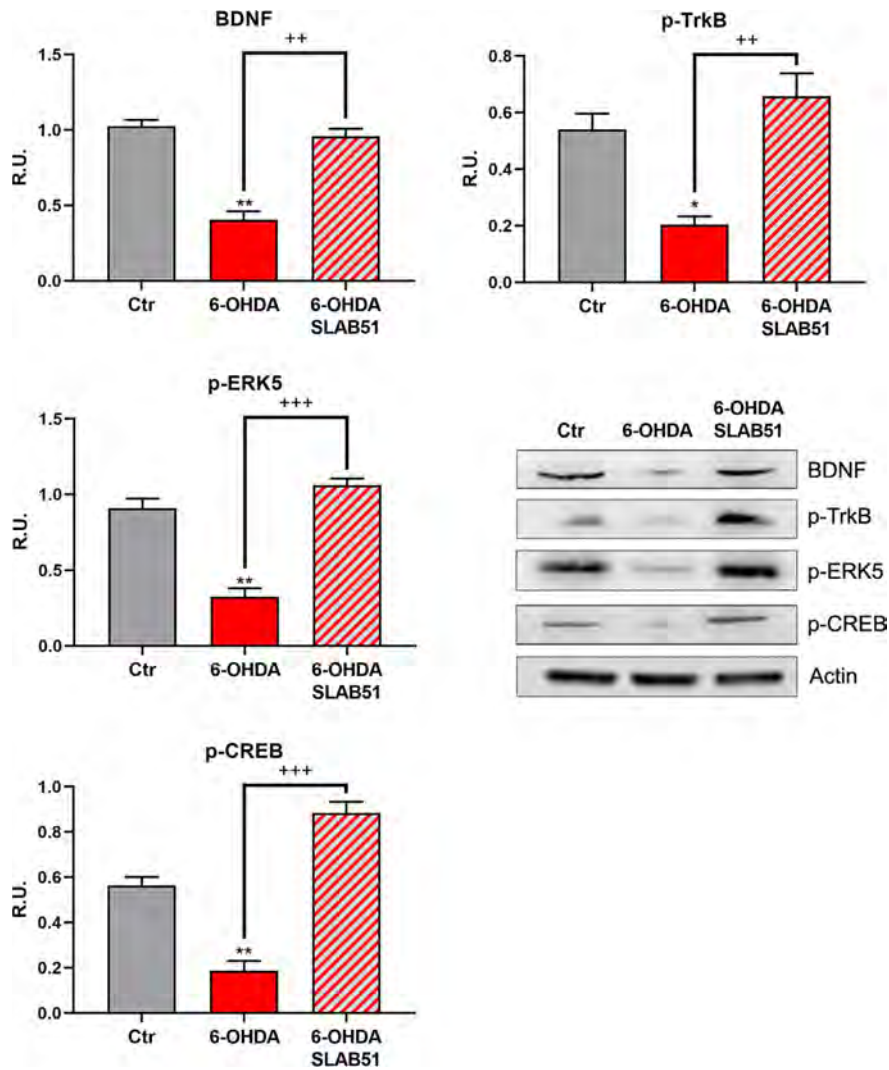 BDNF
++
1.5
1.0
0.5
0.0
R.U.
**
Ctr
6-OHDA
6-OHDA
SLAB51
p-TrkB
++
0.8
0.6
0.4
0.2
0.0
R.U.
*
Ctr
6-OHDA
6-OHDA
SLAB51
p-ERK5
+++
1.5
1.0
0.5
0.0
R.U.
**
Ctr
6-OHDA
6-OHDA
SLAB51
Ctr
6-OHDA
6-OHDA
SLAB51
BDNF
p-TrkB
p-ERK5
p-CREB
Actin
p-CREB
+++
1.0
0.8
0.6
0.4
0.2
0.0
R.U.
**
Ctr
6-OHDA
6-OHDA
SLAB51